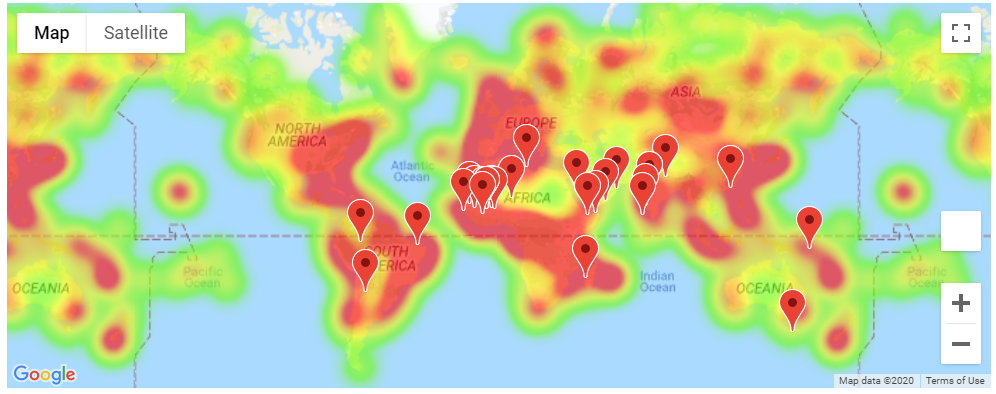 Map Satellite
ASIA
EUROPE
NORTH
AMERICA
Atlantic
Ocean
AFRICA
SOUTH
AMERICA
Pacific
Ocean
Indian
Ocean
Pacific
Ocean
OCEANIA
OCEANIA
Google
Map data ©2020 Terms of Use